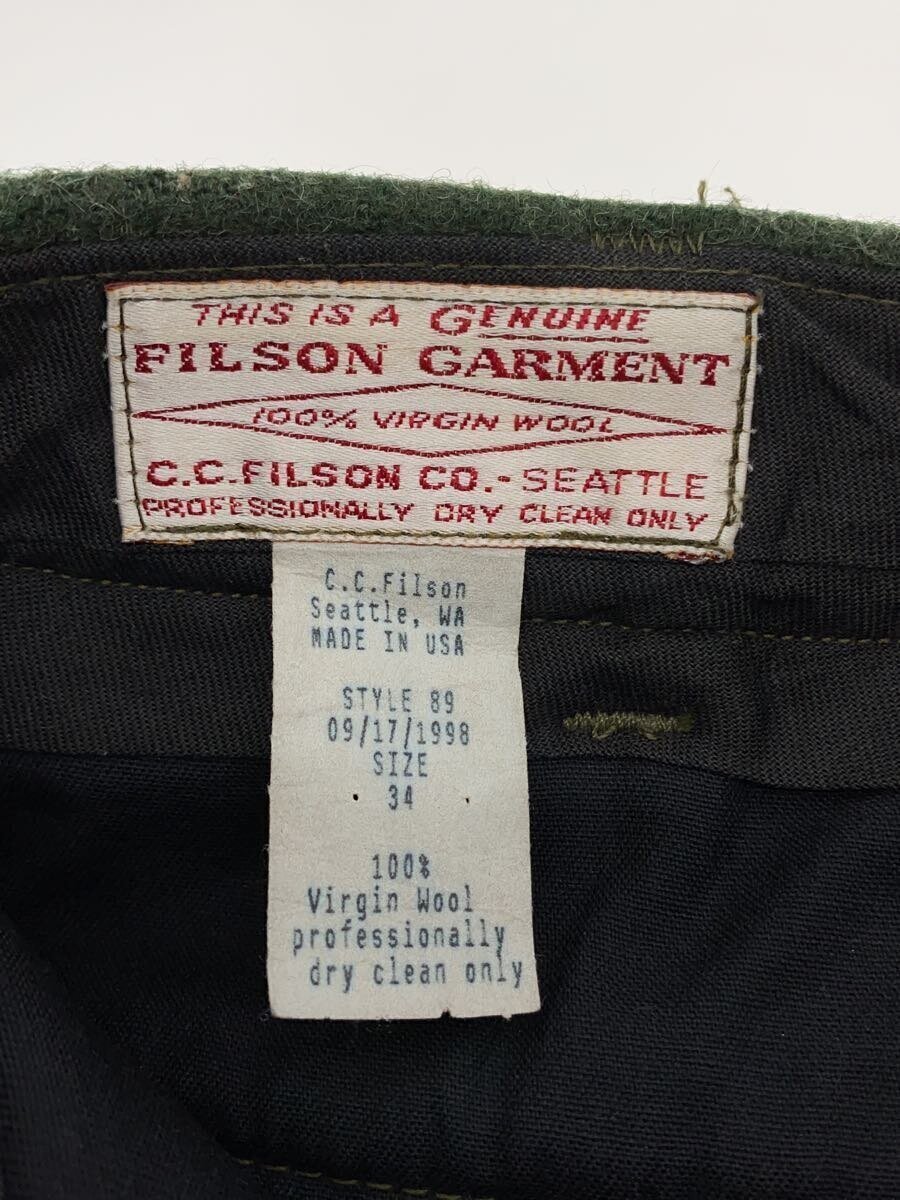 THIS IS A GENUINE
FILSON GARMENT
100% VIRGIN WOOL
C.C.FILSON CO.-SEATTLE
PROFESSIONALLY DRY CLEAN ONLY
C.C.Filson
Seattle, WA
MADE IN USA
STYLE 89
09/17/1998
SIZE
34
100%
Virgin Wool
professionally
dry clean only